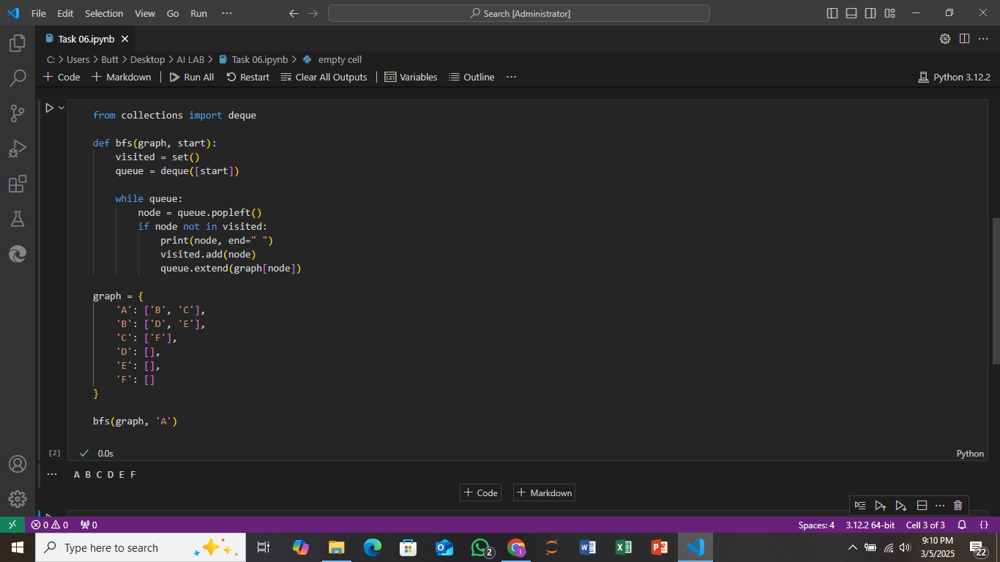 File Edit Selection View Go Run ··· Search [Administrator]
Task 06.ipynb
C: > Users > Butt > Desktop > AI LAB > Task 06.ipynb > empty cell
+ Code + Markdown | Run All Restart Clear All Outputs | Variables Outline ··· Python 3.12.2
from collections import deque
def bfs(graph, start):
    visited = set()
    queue = deque([start])
    while queue:
        node = queue.popleft()
        if node not in visited:
            print(node, end=" ")
            visited.add(node)
            queue.extend(graph[node])
graph = {
    'A': ['B', 'C'],
    'B': ['D', 'E'],
    'C': ['F'],
    'D': [],
    'E': [],
    'F': []
}
bfs(graph, 'A')
[2] 0.0s Python
··· A B C D E F
+ Code + Markdown
0 0 0 Spaces: 4 3.12.2 64-bit Cell 3 of 3 {}
Type here to search 2 9:10 PM
3/5/2025 22